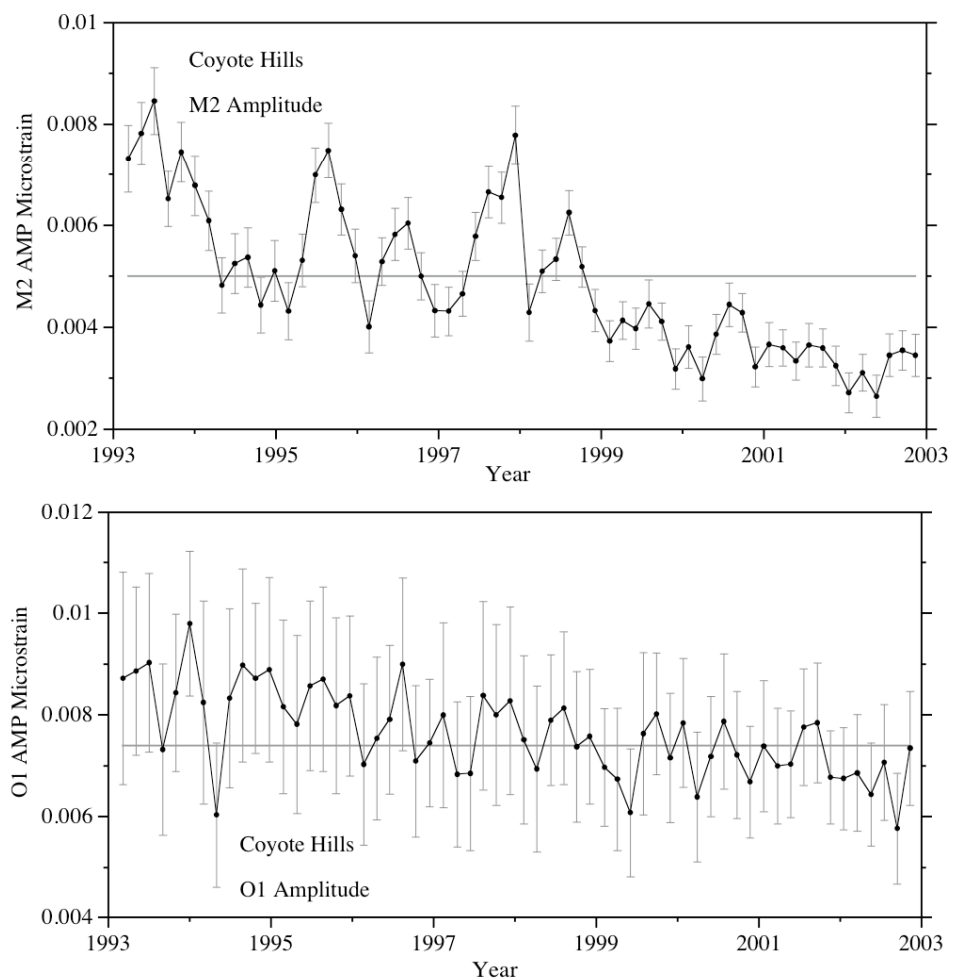 0.01
Coyote Hills
M2 Amplitude
0.008
0.006
0.004
0.002
M2 AMP Microstrain
1993 1995 1997 1999 2001 2003
Year
0.012
0.01
0.008
0.006
0.004
O1 AMP Microstrain
Coyote Hills
O1 Amplitude
1993 1995 1997 1999 2001 2003
Year